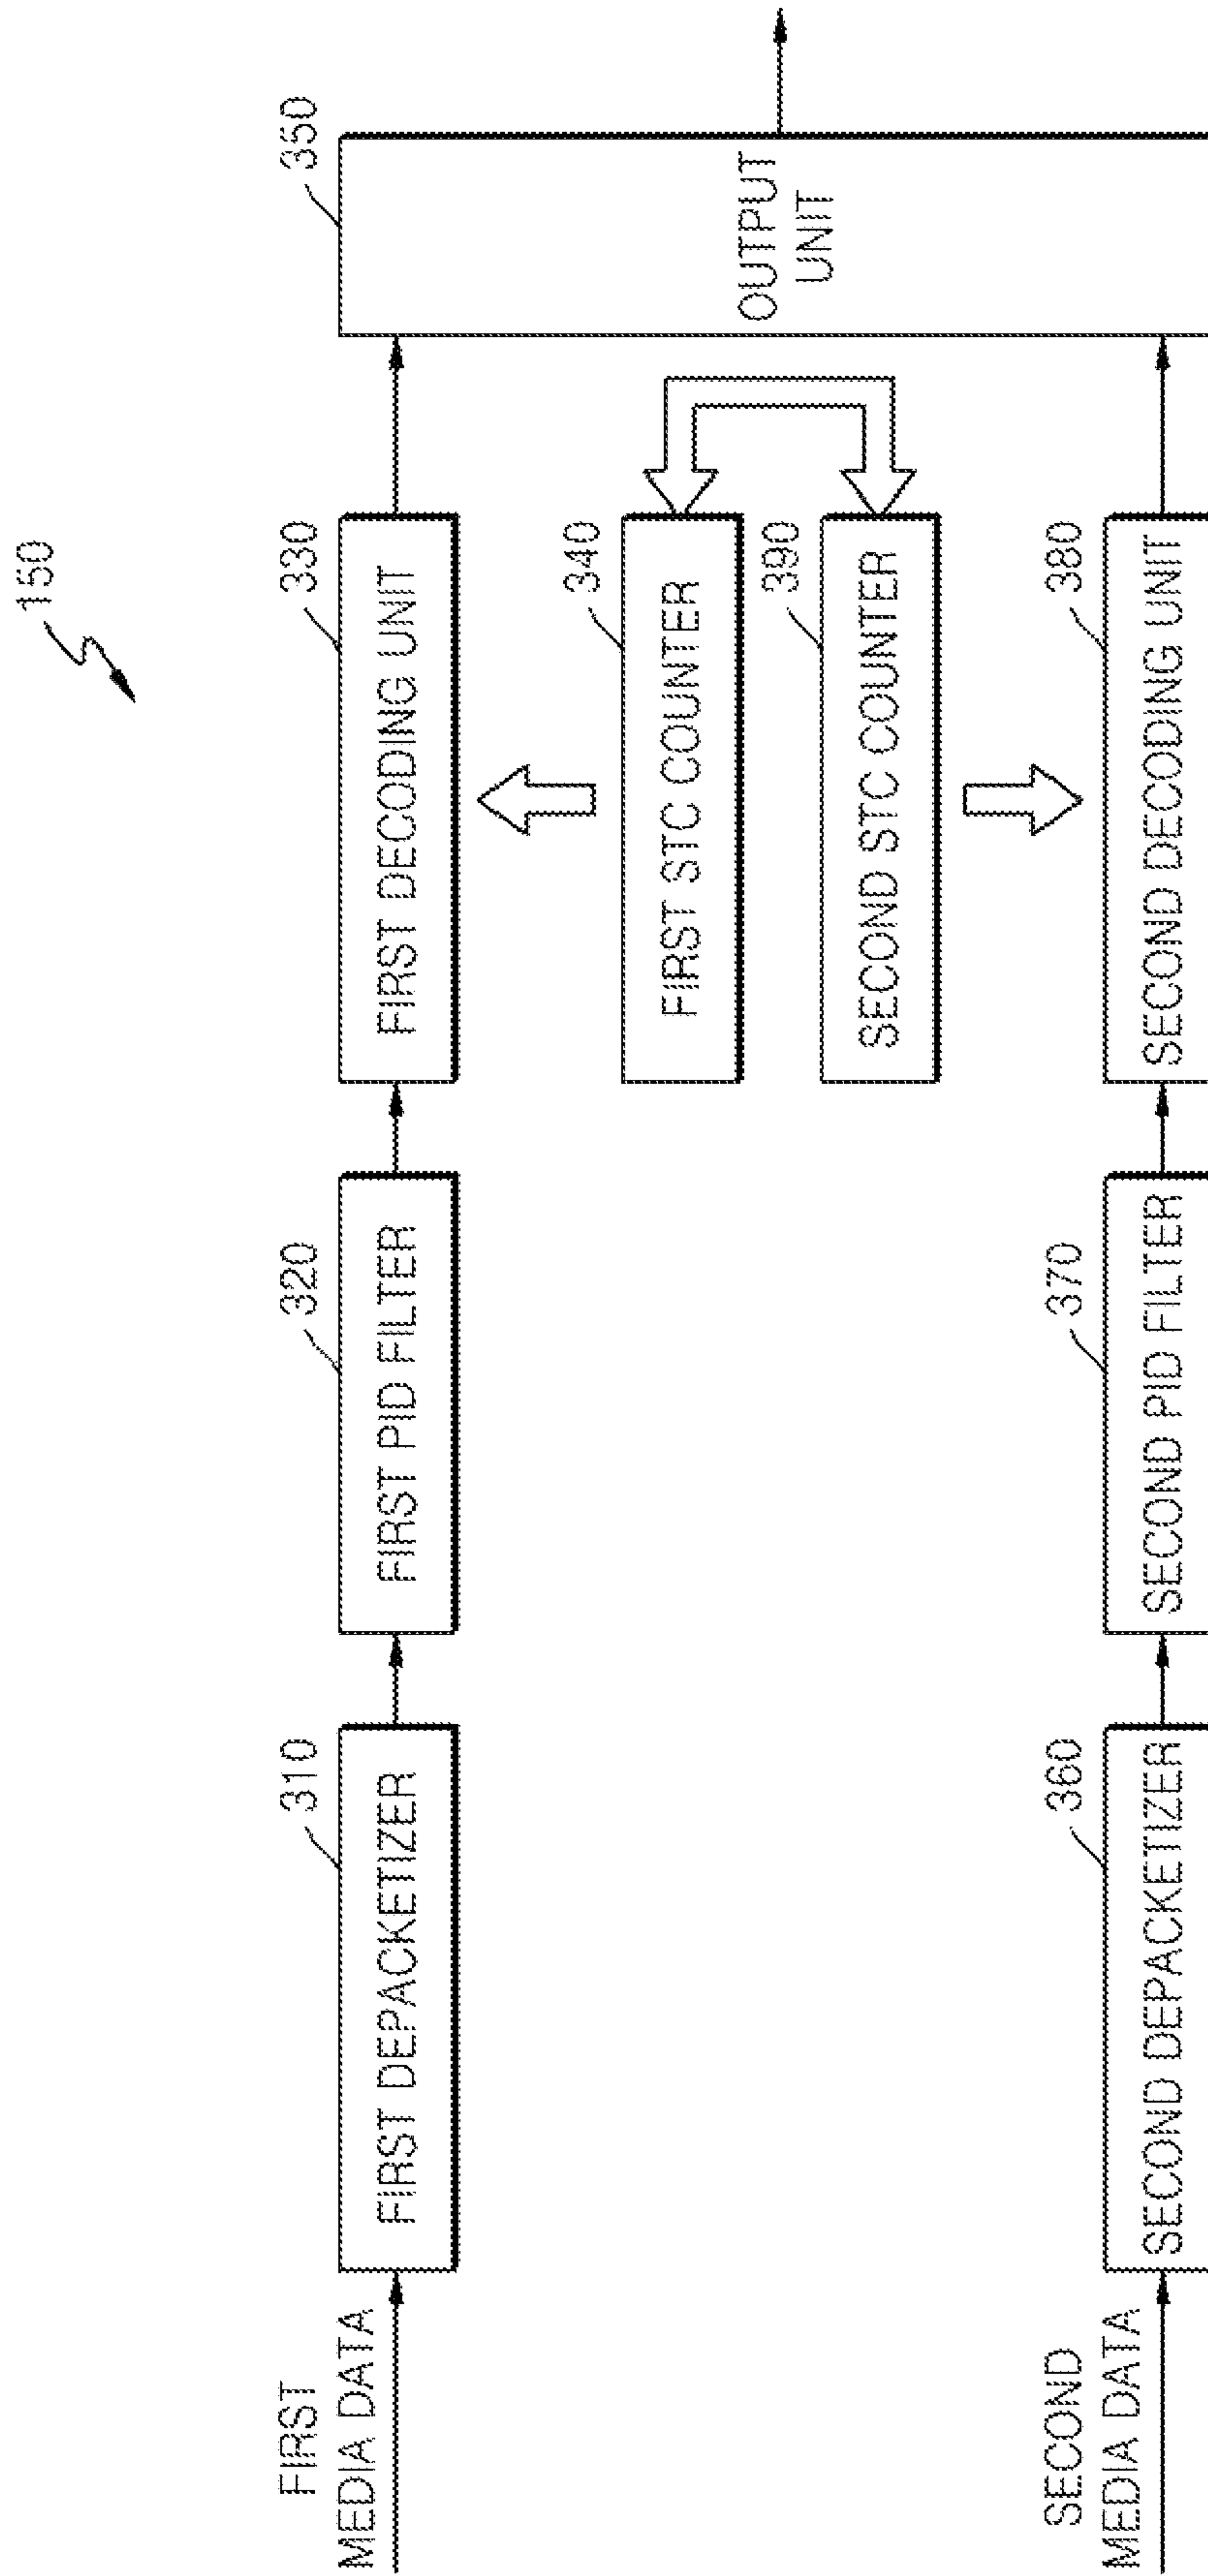 150
FIRST
MEDIA DATA
310
FIRST DEPACKETIZER
320
FIRST PID FILTER
330
FIRST DECODING UNIT
340
FIRST STC COUNTER
390
SECOND STC COUNTER
350
OUTPUT
UNIT
SECOND
MEDIA DATA
360
SECOND DEPACKETIZER
370
SECOND PID FILTER
380
SECOND DECODING UNIT